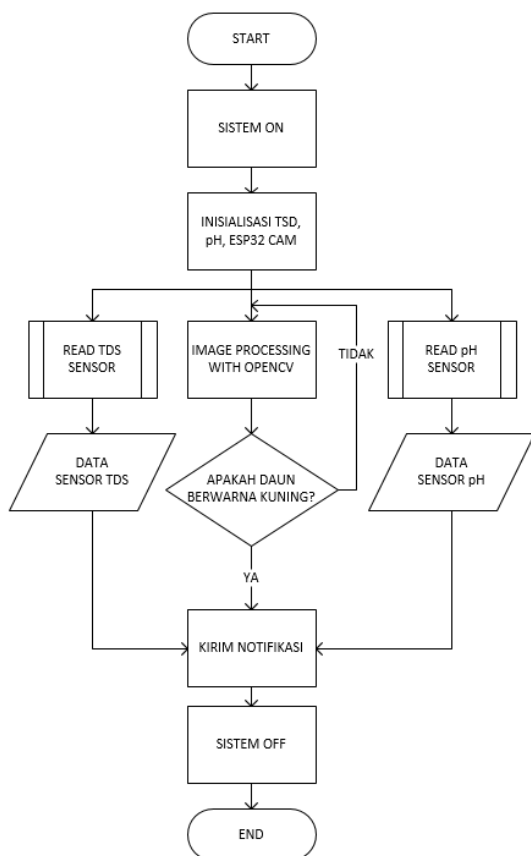 START
SISTEM ON
INISIALISASI TSD,
pH, ESP32 CAM
READ TDS
SENSOR
IMAGE PROCESSING
WITH OPENCV
TIDAK
READ pH
SENSOR
DATA
SENSOR TDS
APAKAH DAUN
BERWARNA KUNING?
DATA
SENSOR pH
YA
KIRIM NOTIFIKASI
SISTEM OFF
END